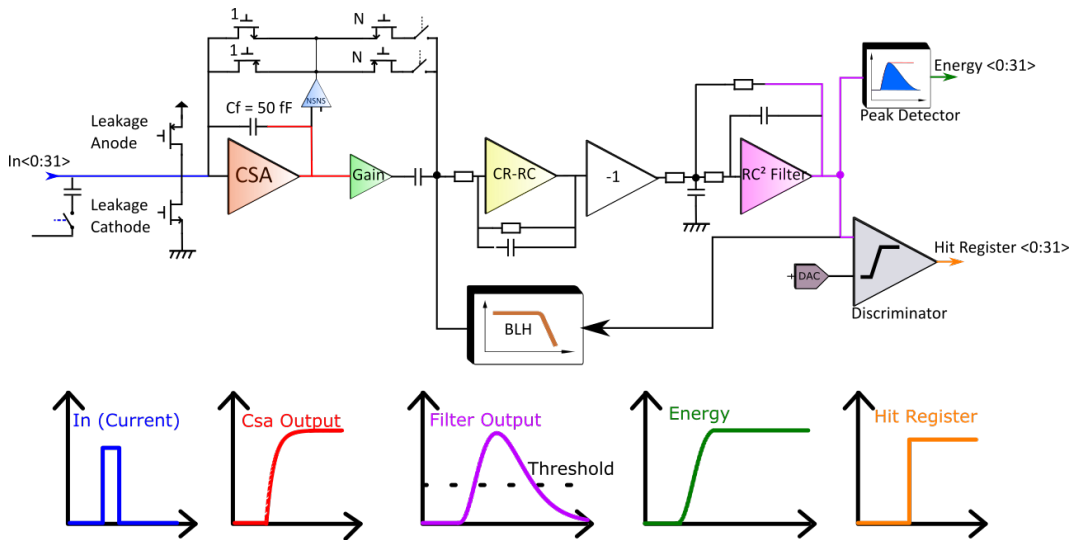 1
N
1
N
NSNS
Cf = 50 fF
Leakage
Anode
In<0:31>
Leakage
Cathode
CSA
Gain
CR-RC
-1
RC² Filter
Energy <0:31>
Peak Detector
Hit Register <0:31>
DAC
Discriminator
BLH
In (Current)
Csa Output
Filter Output
Threshold
Energy
Hit Register